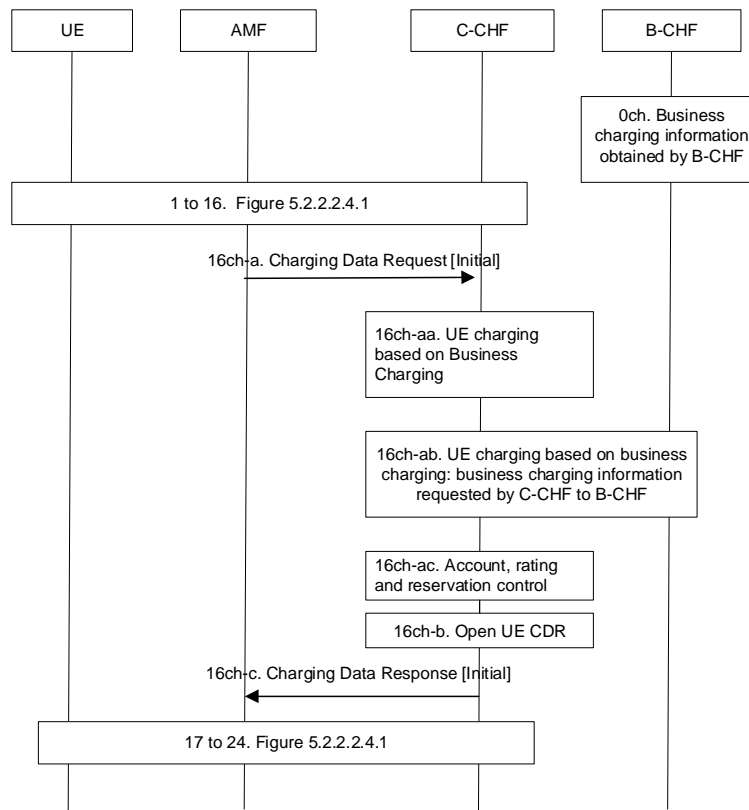 UE
AMF
C-CHF
B-CHF
0ch. Business
charging information
obtained by B-CHF
1 to 16. Figure 5.2.2.2.4.1
16ch-a. Charging Data Request [Initial]
16ch-aa. UE charging
based on Business
Charging
16ch-ab. UE charging based on business
charging: business charging information
requested by C-CHF to B-CHF
16ch-ac. Account, rating
and reservation control
16ch-b. Open UE CDR
16ch-c. Charging Data Response [Initial]
17 to 24. Figure 5.2.2.2.4.1